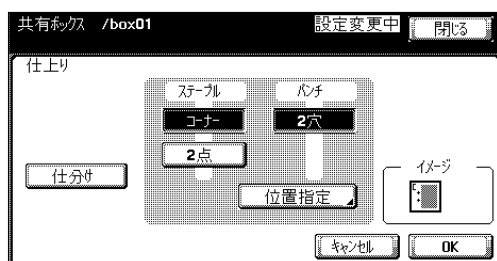 共有ﾎﾞｯｸｽ /box01 設定変更中 閉じる
仕上り
ｽﾃｰﾌﾟﾙ ﾊﾟﾝﾁ
ｺｰﾅｰ 2穴
2点
仕分け 位置指定 ｲﾒｰｼﾞ
ｷｬﾝｾﾙ OK